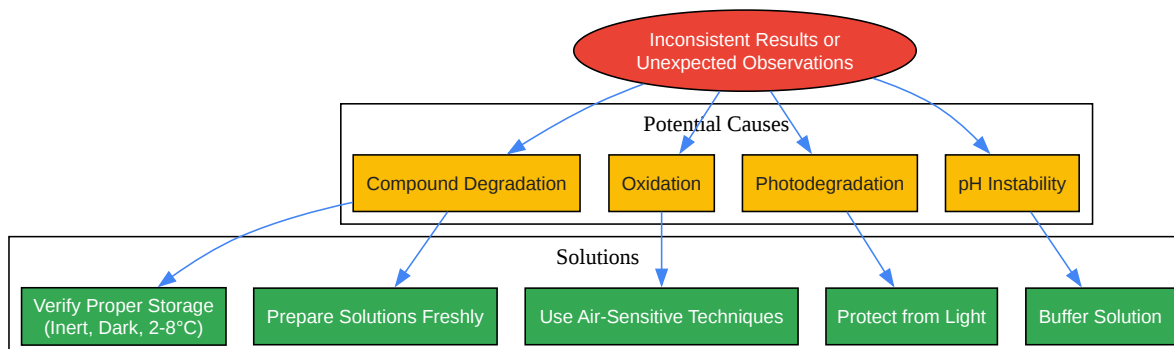 Inconsistent Results or
Unexpected Observations
Potential Causes
Compound Degradation
Oxidation
Photodegradation
pH Instability
Solutions
Verify Proper Storage
(Inert, Dark, 2-8°C)
Prepare Solutions Freshly
Use Air-Sensitive Techniques
Protect from Light
Buffer Solution